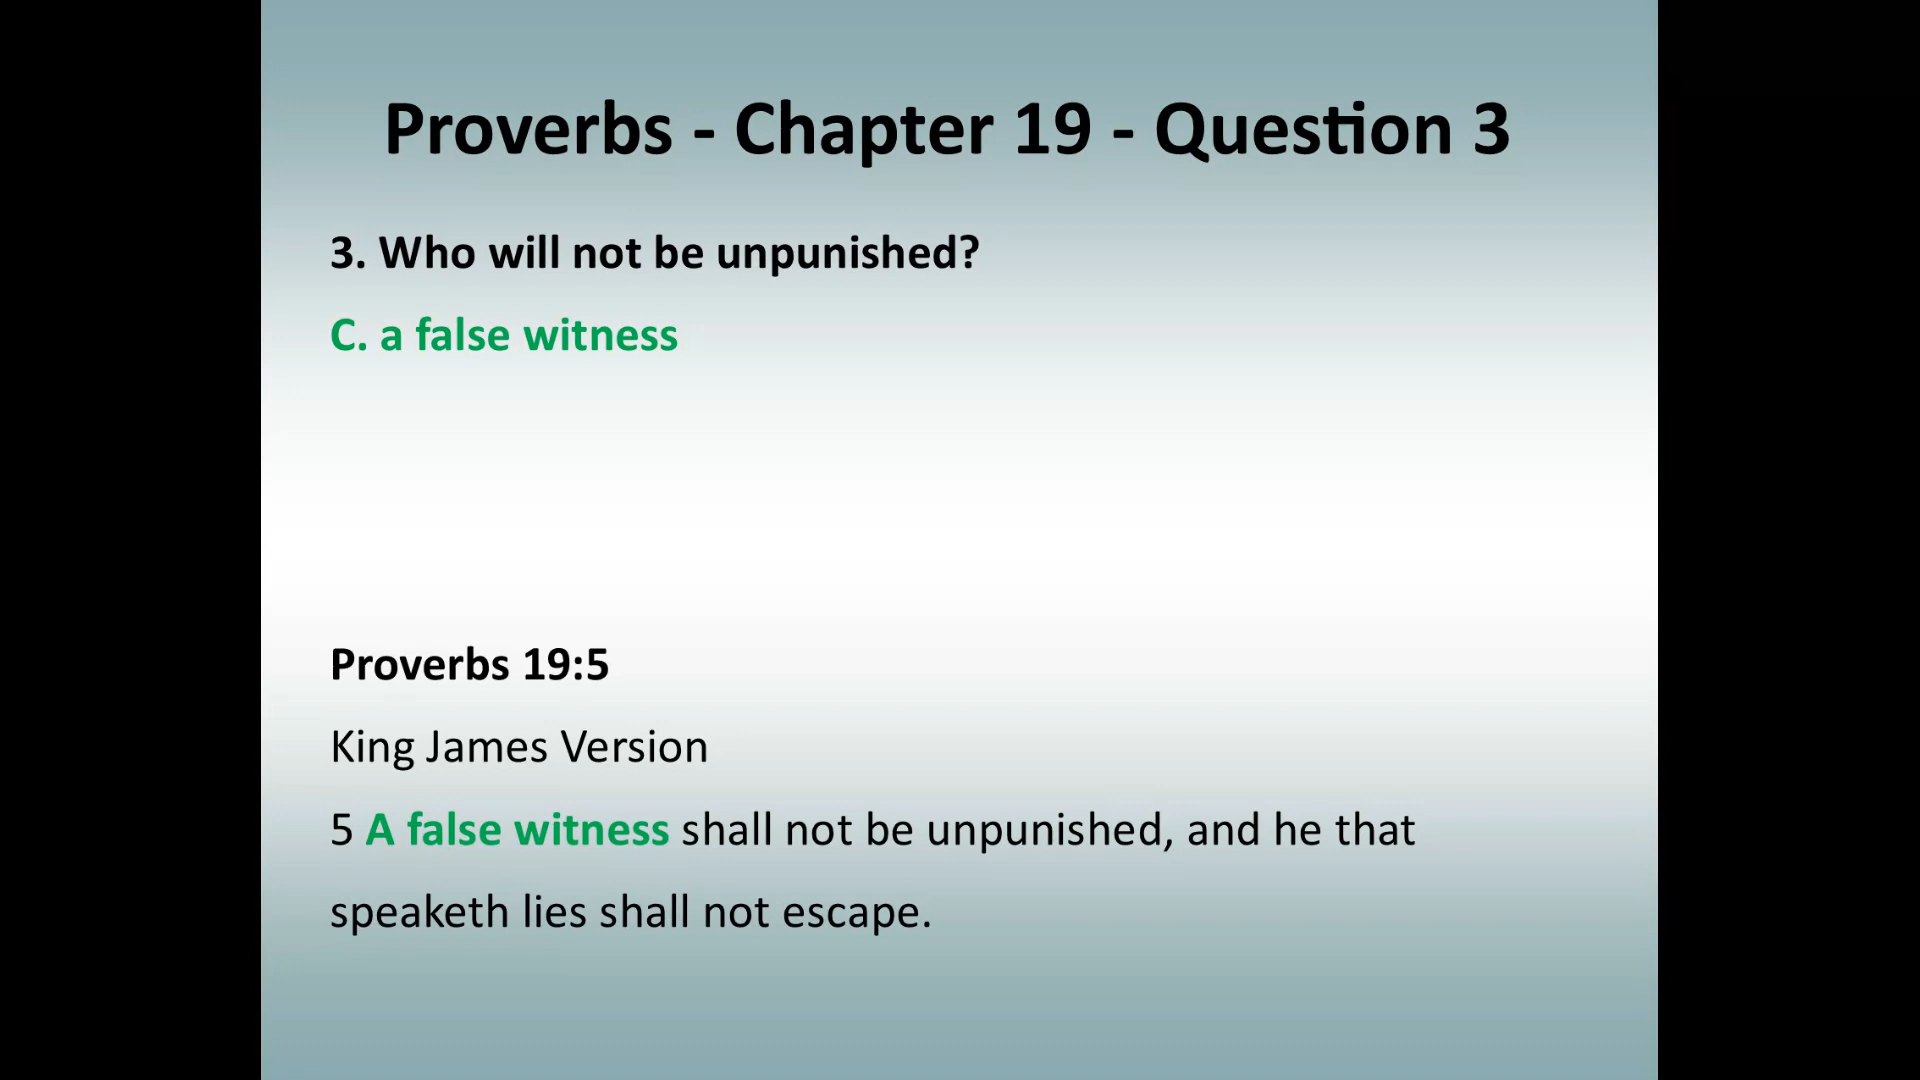 Proverbs - Chapter 19 - Question 3
3. Who will not be unpunished?
C. a false witness
Proverbs 19:5
King James Version
5 A false witness shall not be unpunished, and he that
speaketh lies shall not escape.